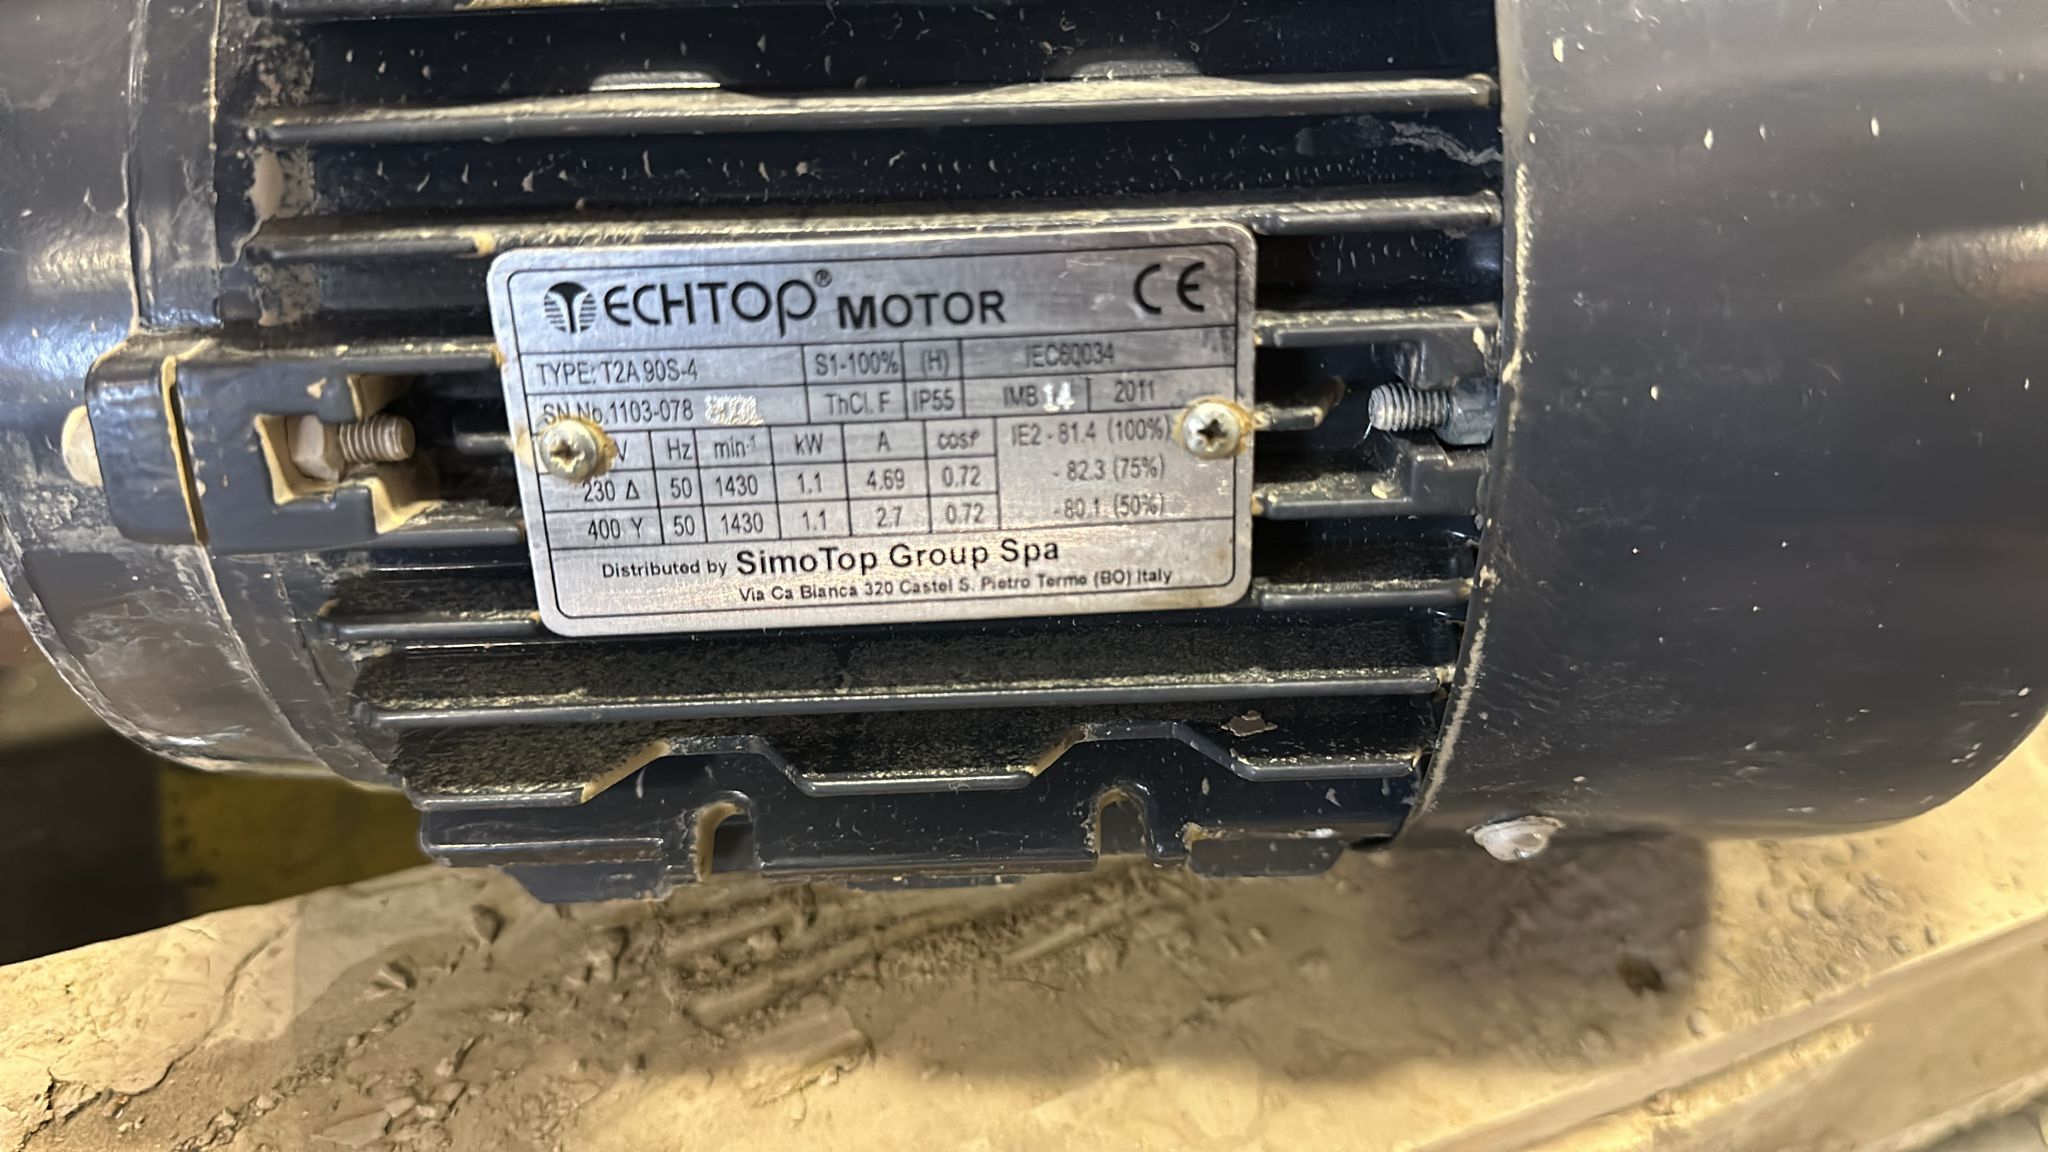 TECHTOP® MOTOR CE
TYPE: T2A 90S-4 S1-100% (H) IEC60034
SN.No.1103-078 ThCl. F IP55 IMB 14 2011
V Hz min-1 kW A cosφ IE2 - 81.4 (100%)
230 Δ 50 1430 1.1 4.69 0.72 - 82.3 (75%)
400 Y 50 1430 1.1 2.7 0.72 - 80.1 (50%)
Distributed by SimoTop Group Spa
Via Ca Bianca 320 Castel S. Pietro Terme (BO) Italy